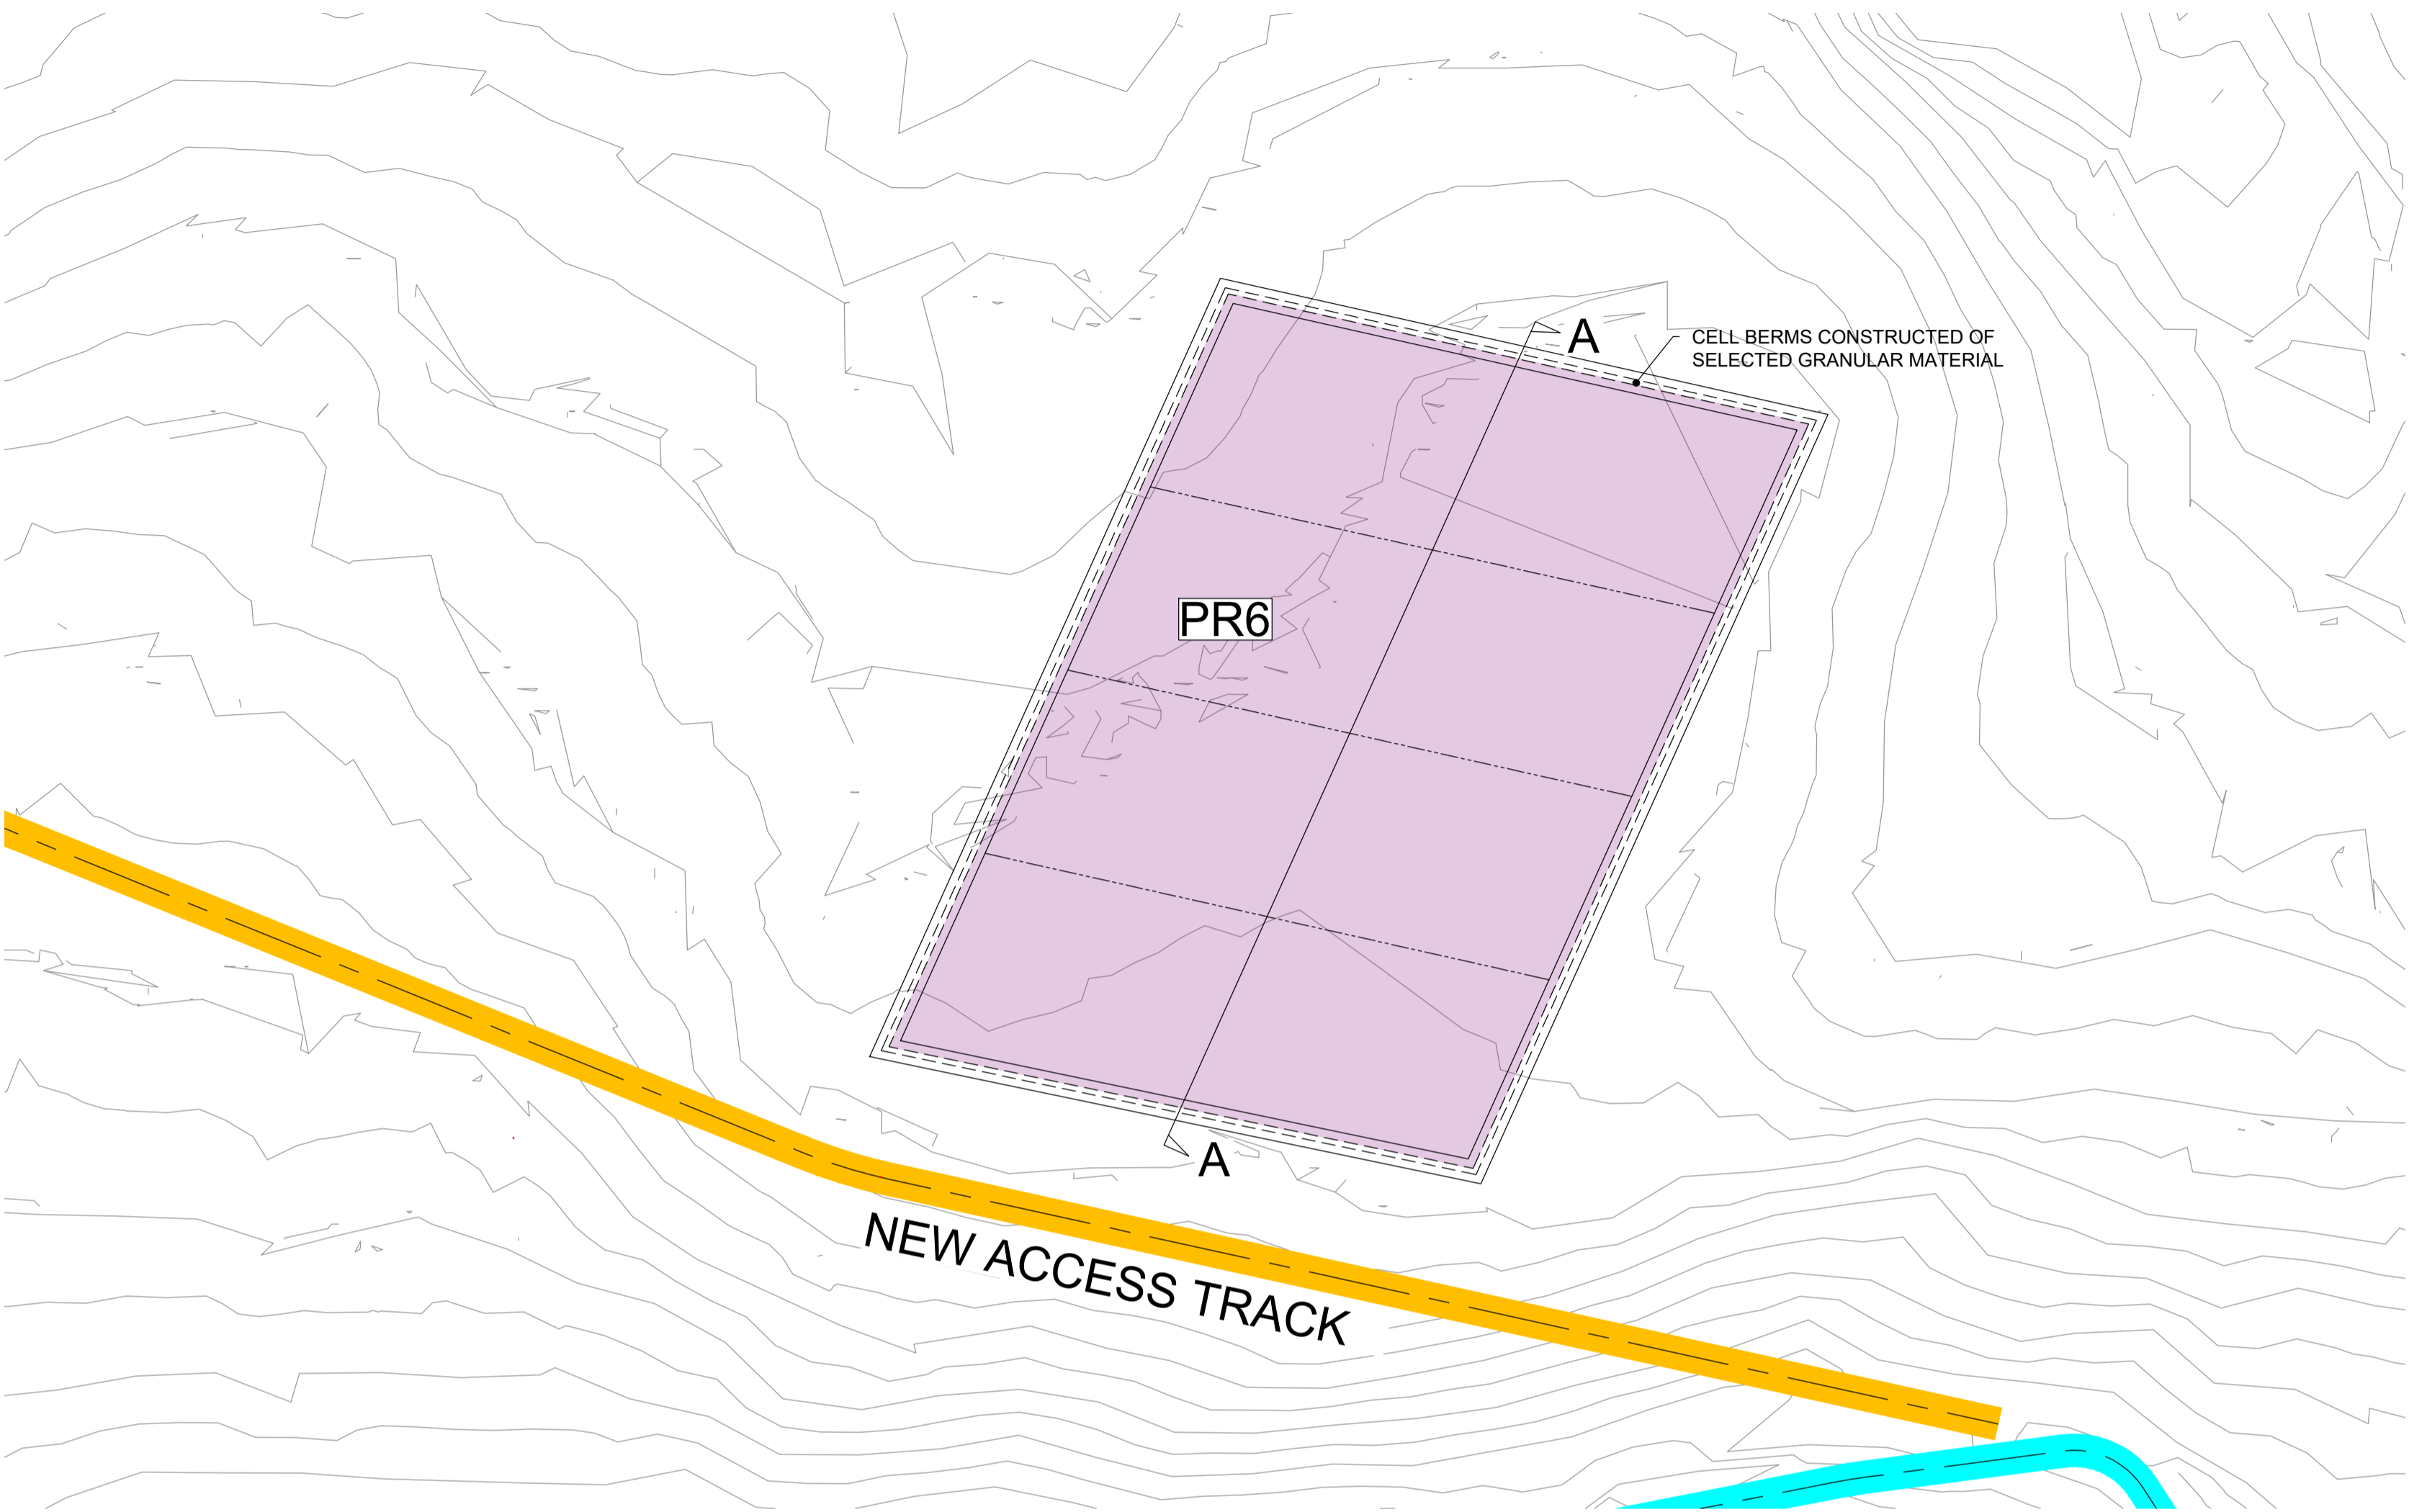 A
CELL BERMS CONSTRUCTED OF
SELECTED GRANULAR MATERIAL
PR6
A
NEW ACCESS TRACK